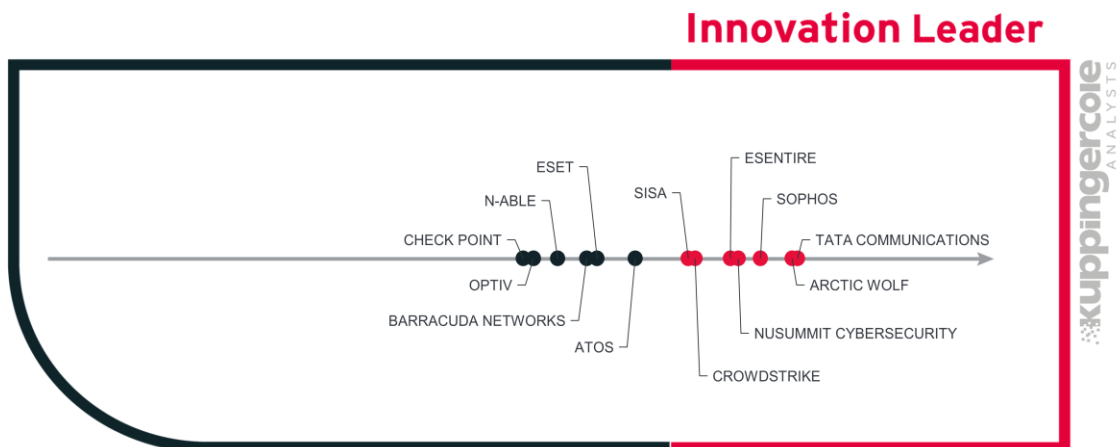 Innovation Leader
kuppingercole
ANALYSTS
ESET
ESENTIRE
SISA
SOPHOS
N-ABLE
CHECK POINT
TATA COMMUNICATIONS
OPTIV
ARCTIC WOLF
BARRACUDA NETWORKS
NUSUMMIT CYBERSECURITY
ATOS
CROWDSTRIKE